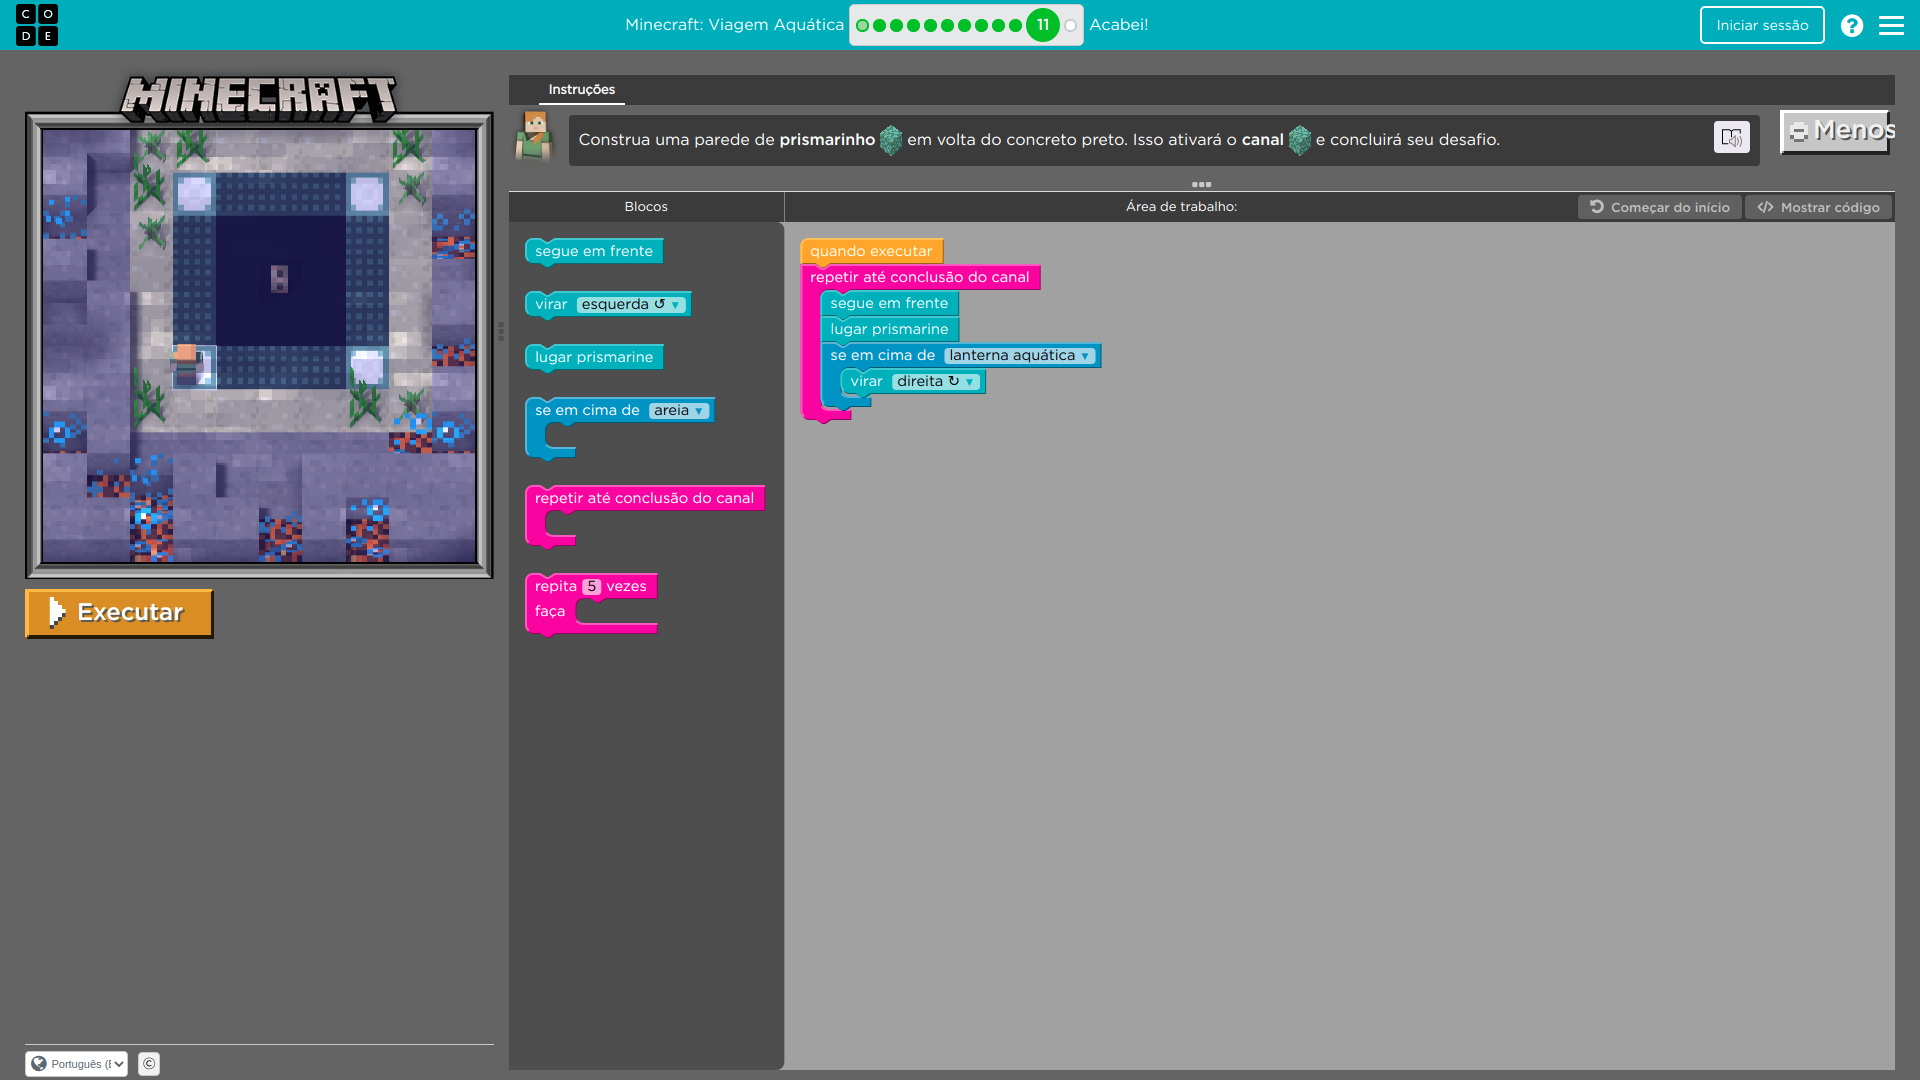 C O
D E
Minecraft: Viagem Aquática
11
Acabei!
Iniciar sessão
?
MINECRAFT
Instruções
Construa uma parede de prismarinho em volta do concreto preto. Isso ativará o canal e concluirá seu desafio.
Menos
Blocos
Área de trabalho:
Começar do início
Mostrar código
segue em frente
virar esquerda ↺ ▼
lugar prismarine
se em cima de areia ▼
repetir até conclusão do canal
repita 5 vezes
faça
quando executar
repetir até conclusão do canal
segue em frente
lugar prismarine
se em cima de lanterna aquática ▼
virar direita ↻ ▼
Executar
Português (
©